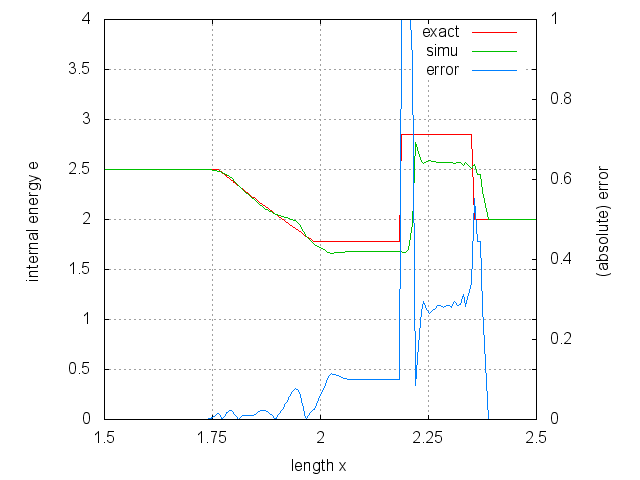 4
3.5
3
2.5
2
1.5
1
0.5
0
1
0.8
0.6
0.4
0.2
0
1.5 1.75 2 2.25 2.5
internal energy e
(absolute) error
length x
exact
simu
error